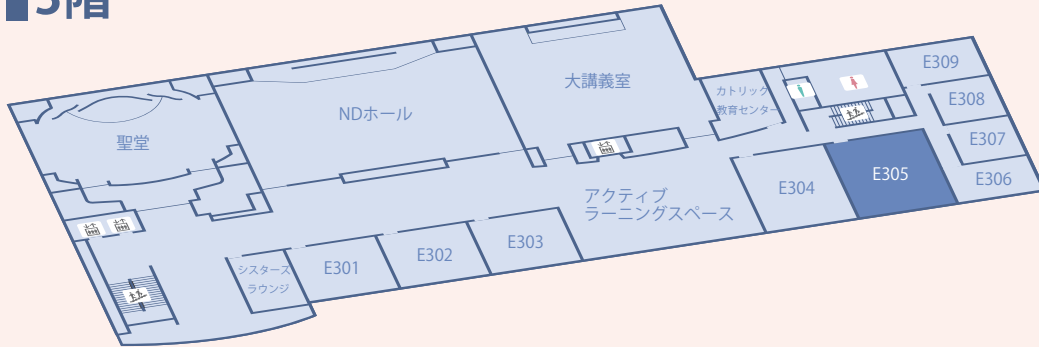 3階
聖堂
NDホール
大講義室
カトリック
教育センター
E309
E308
E307
E306
E305
E304
アクティブ
ラーニングスペース
E303
E302
E301
シスターズ
ラウンジ